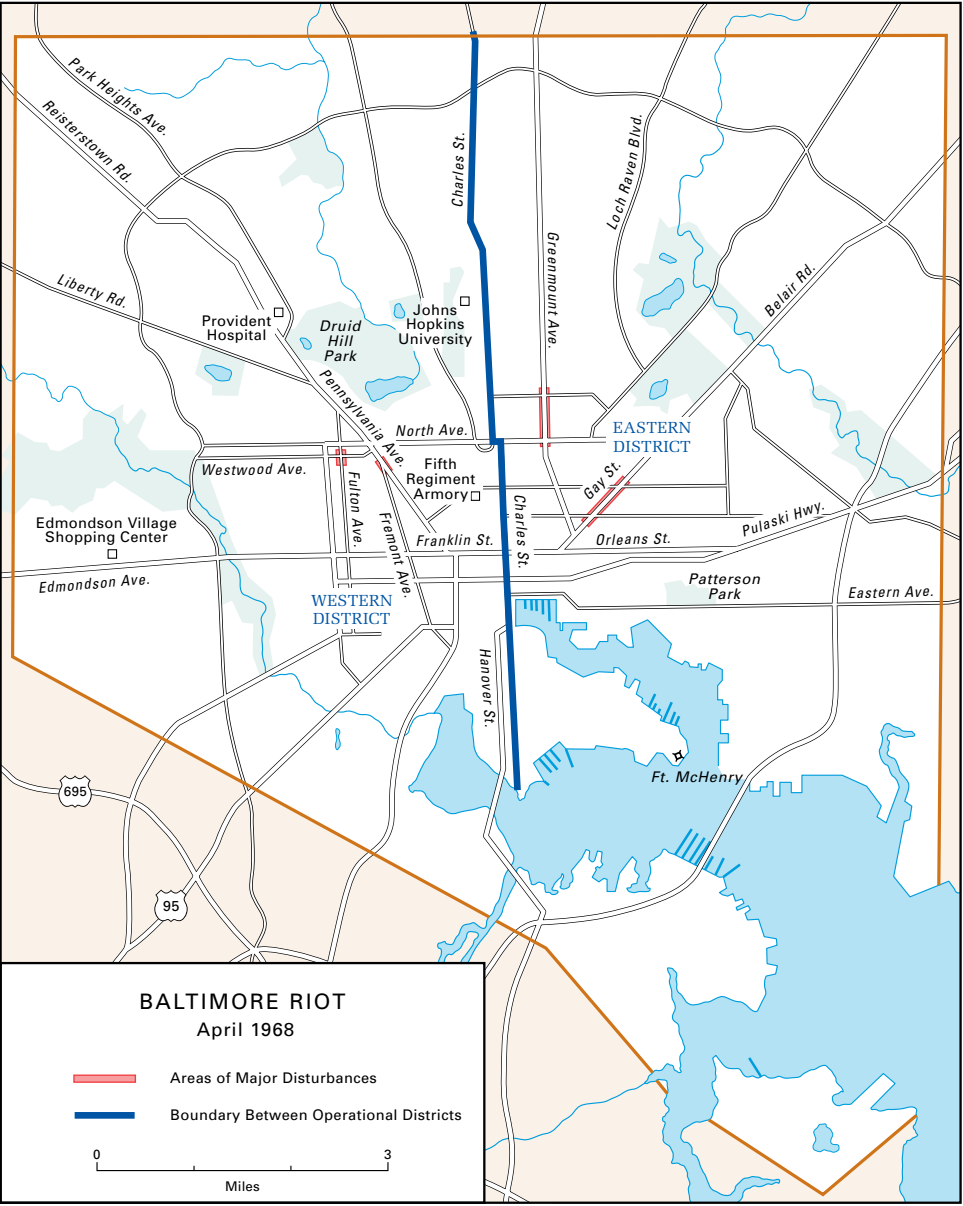 Park Heights Ave.
Reisterstown Rd.
Charles St.
Loch Raven Blvd.
Greenmount Ave.
Liberty Rd.
Belair Rd.
Provident
Hospital
Druid
Hill
Park
Johns
Hopkins
University
Pennsylvania Ave.
North Ave.
EASTERN
DISTRICT
Westwood Ave.
Fifth
Regiment
Armory
Gay St.
Fulton Ave.
Fremont Ave.
Charles St.
Edmondson Village
Shopping Center
Franklin St.
Orleans St.
Pulaski Hwy.
Edmondson Ave.
Patterson
Park
Eastern Ave.
WESTERN
DISTRICT
Hanover St.
Ft. McHenry
695
95
BALTIMORE RIOT
April 1968
Areas of Major Disturbances
Boundary Between Operational Districts
0 3
Miles